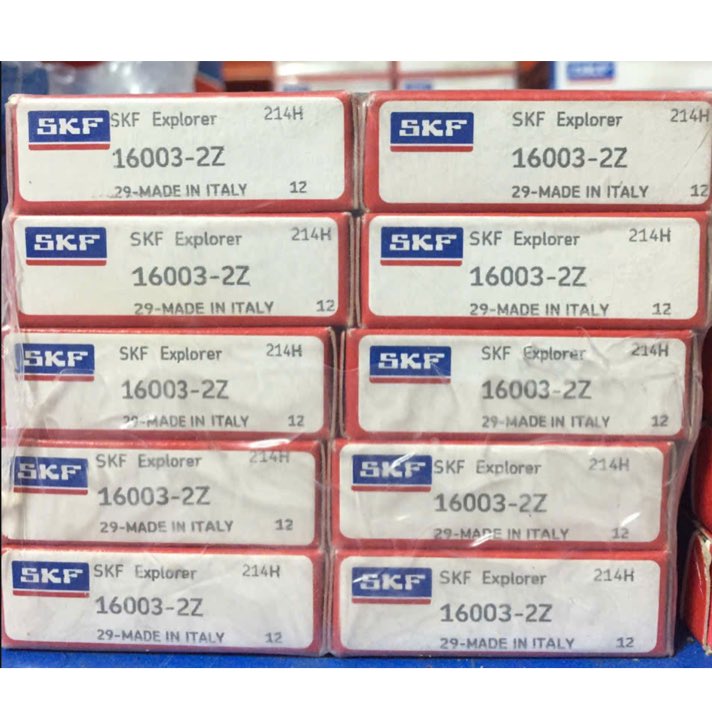 SKF SKF Explorer 214H
16003-2Z
29-MADE IN ITALY 12
SKF SKF Explorer 214H
16003-2Z
29-MADE IN ITALY 12
SKF SKF Explorer 214H
16003-2Z
29-MADE IN ITALY 12
SKF SKF Explorer 214H
16003-2Z
29-MADE IN ITALY 12
SKF SKF Explorer 214H
16003-2Z
29-MADE IN ITALY 12
SKF SKF Explorer 214H
16003-2Z
29-MADE IN ITALY 12
SKF SKF Explorer 214H
16003-2Z
29-MADE IN ITALY 12
SKF SKF Explorer 214H
16003-2Z
29-MADE IN ITALY 12
SKF SKF Explorer 214H
16003-2Z
29-MADE IN ITALY 12
SKF SKF Explorer 214H
16003-2Z
29-MADE IN ITALY 12